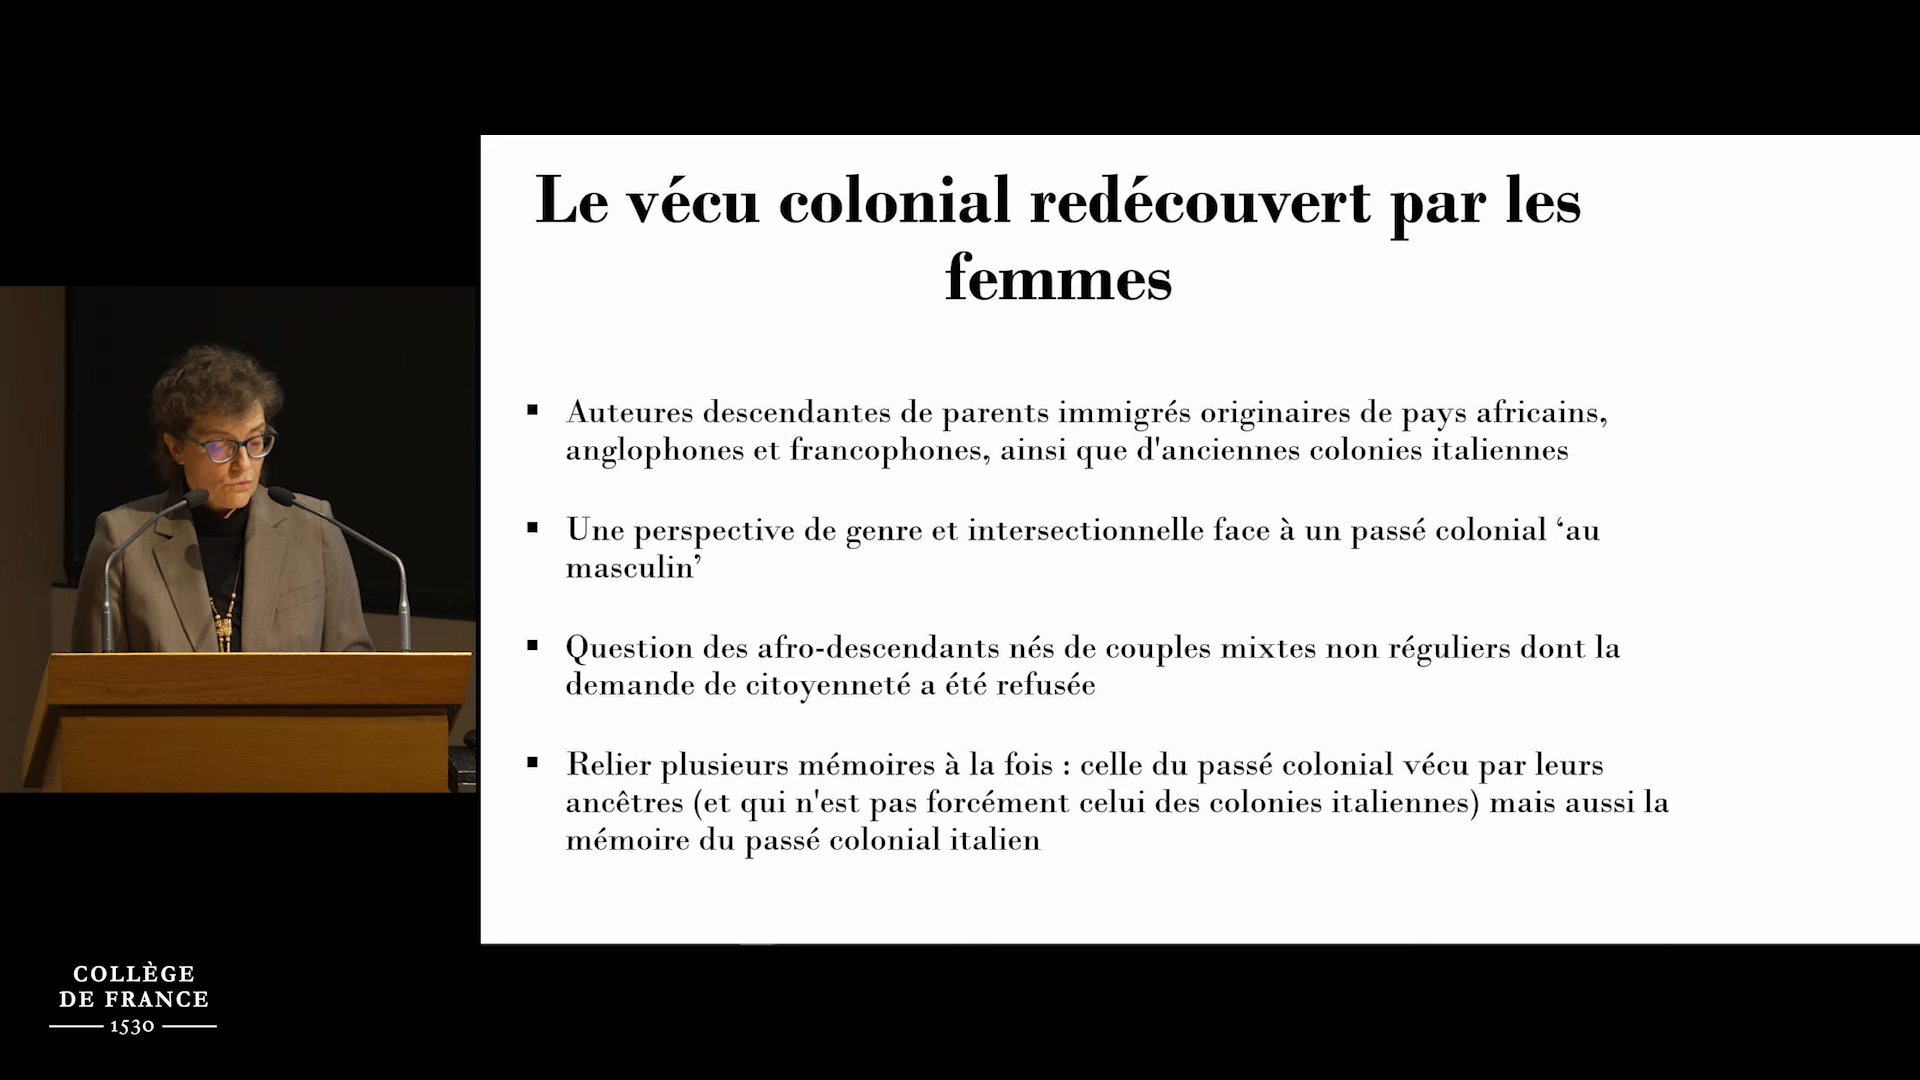 Le vécu colonial redécouvert par les
femmes
▪ Auteures descendantes de parents immigrés originaires de pays africains,
anglophones et francophones, ainsi que d'anciennes colonies italiennes
▪ Une perspective de genre et intersectionnelle face à un passé colonial ‘au
masculin’
▪ Question des afro-descendants nés de couples mixtes non réguliers dont la
demande de citoyenneté a été refusée
▪ Relier plusieurs mémoires à la fois : celle du passé colonial vécu par leurs
ancêtres (et qui n'est pas forcément celui des colonies italiennes) mais aussi la
mémoire du passé colonial italien
COLLÈGE
DE FRANCE
1530